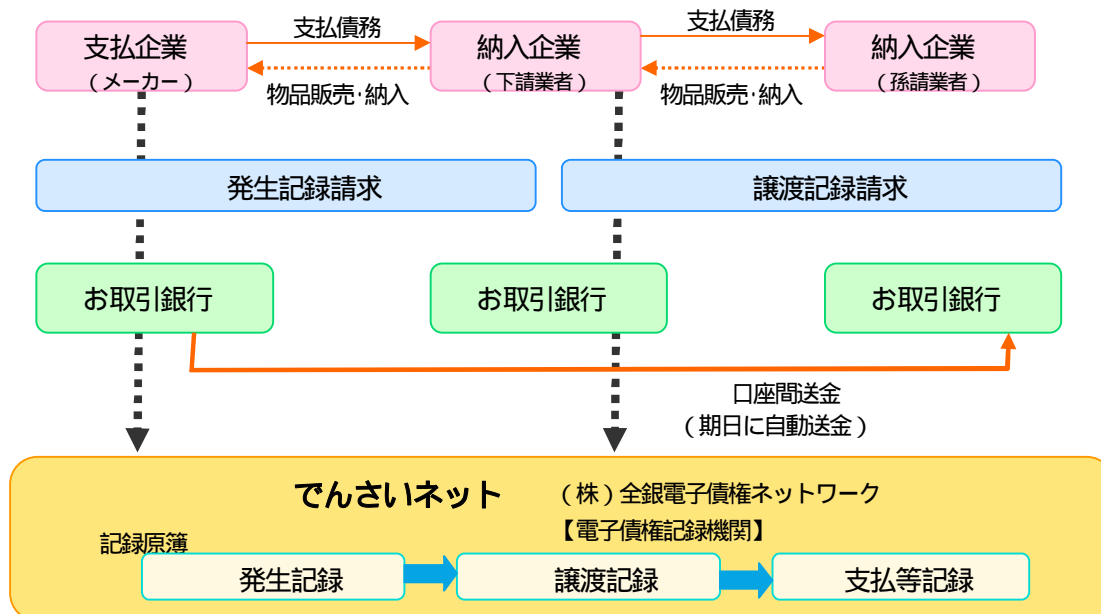 支払債務
支払債務
支払企業
（メーカー）
納入企業
（下請業者）
納入企業
（孫請業者）
物品販売・納入
物品販売・納入
発生記録請求
譲渡記録請求
お取引銀行
お取引銀行
お取引銀行
口座間送金
（期日に自動送金）
でんさいネット
（株）全銀電子債権ネットワーク
【電子債権記録機関】
記録原簿
発生記録
譲渡記録
支払等記録